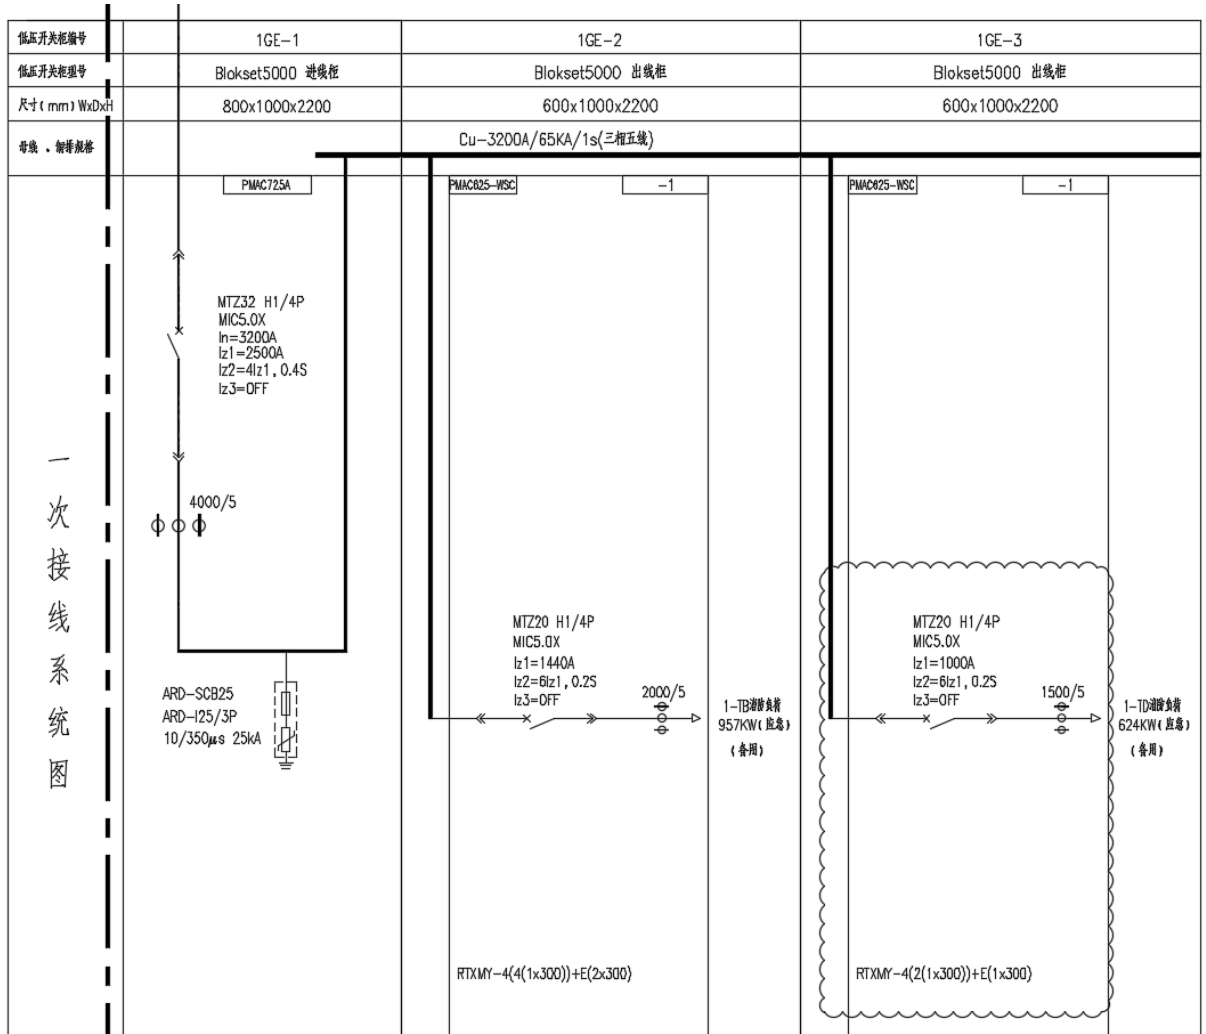 低压开关柜编号 1GE-1 1GE-2 1GE-3
低压开关柜型号 Blokset5000 进线柜 Blokset5000 出线柜 Blokset5000 出线柜
尺寸(mm)WxDxH 800x1000x2200 600x1000x2200 600x1000x2200
母线、铜排规格 Cu-3200A/65KA/1s(三相五线)
一次接线系统图
PMAC725A
MTZ32 H1/4P
MIC5.0X
In=3200A
Iz1=2500A
Iz2=4Iz1,0.4S
Iz3=OFF
4000/5
ARD-SCB25
ARD-I25/3P
10/350μs 25kA
PMAC625-WSC -1
MTZ20 H1/4P
MIC5.0X
Iz1=1440A
Iz2=6Iz1,0.2S
Iz3=OFF
2000/5
1-TB消防负荷
957KW(应急)
(备用)
RTXMY-4(4(1x300))+E(2x300)
PMAC625-WSC -1
MTZ20 H1/4P
MIC5.0X
Iz1=1000A
Iz2=6Iz1,0.2S
Iz3=OFF
1500/5
1-TD消防负荷
624KW(应急)
(备用)
RTXMY-4(2(1x300))+E(1x300)